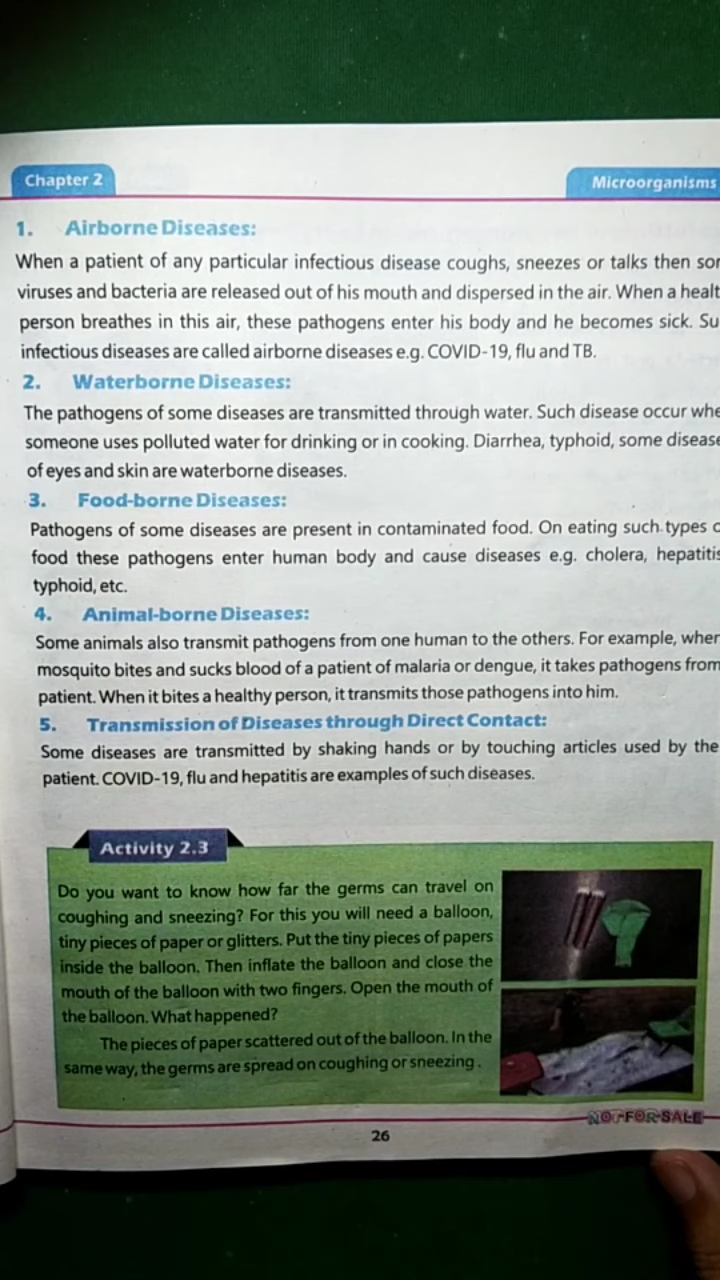 Chapter 2
Microorganisms
1. Airborne Diseases:
When a patient of any particular infectious disease coughs, sneezes or talks then
viruses and bacteria are released out of his mouth and dispersed in the air. When a
person breathes in this air, these pathogens enter his body and he becomes sick.
infectious diseases are called airborne diseases e.g. COVID-19, flu and TB.
2. Waterborne Diseases:
The pathogens of some diseases are transmitted through water. Such disease occur
someone uses polluted water for drinking or in cooking. Diarrhea, typhoid, some disease
of eyes and skin are waterborne diseases.
3. Food-borne Diseases:
Pathogens of some diseases are present in contaminated food. On eating such types
food these pathogens enter human body and cause diseases e.g. cholera, hepatitis
typhoid, etc.
4. Animal-borne Diseases:
Some animals also transmit pathogens from one human to the others. For example,
mosquito bites and sucks blood of a patient of malaria or dengue, it takes pathogens from
patient. When it bites a healthy person, it transmits those pathogens into him.
5. Transmission of Diseases through Direct Contact:
Some diseases are transmitted by shaking hands or by touching articles used by the
patient. COVID-19, flu and hepatitis are examples of such diseases.
Activity 2.3
Do you want to know how far the germs can travel on
coughing and sneezing? For this you will need a balloon,
tiny pieces of paper or glitters. Put the tiny pieces of papers
inside the balloon. Then inflate the balloon and close the
mouth of the balloon with two fingers. Open the mouth of
the balloon. What happened?
The pieces of paper scattered out of the balloon. In the
same way, the germs are spread on coughing or sneezing.
NOT FOR SALE
26